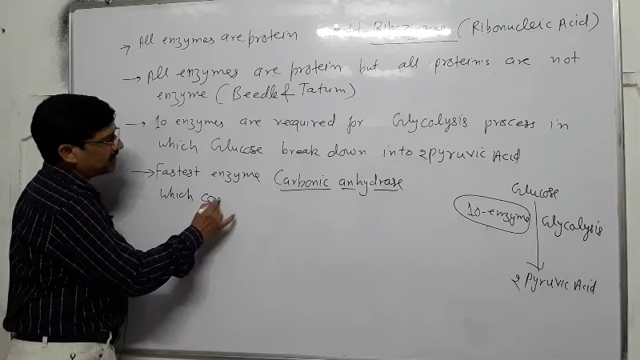 → All enzymes are protein Ribozyme (Ribonucleic Acid)
→ All enzymes are protein but all proteins are not
enzyme (Beedle & Tatum)
→ 10 enzymes are required for Glycolysis process in
which Glucose break down into 2 pyruvic ACID
→ Fastest enzyme Carbonic anhydrase
which
Glucose
10-enzyme Glycolysis
2 Pyruvic Acid